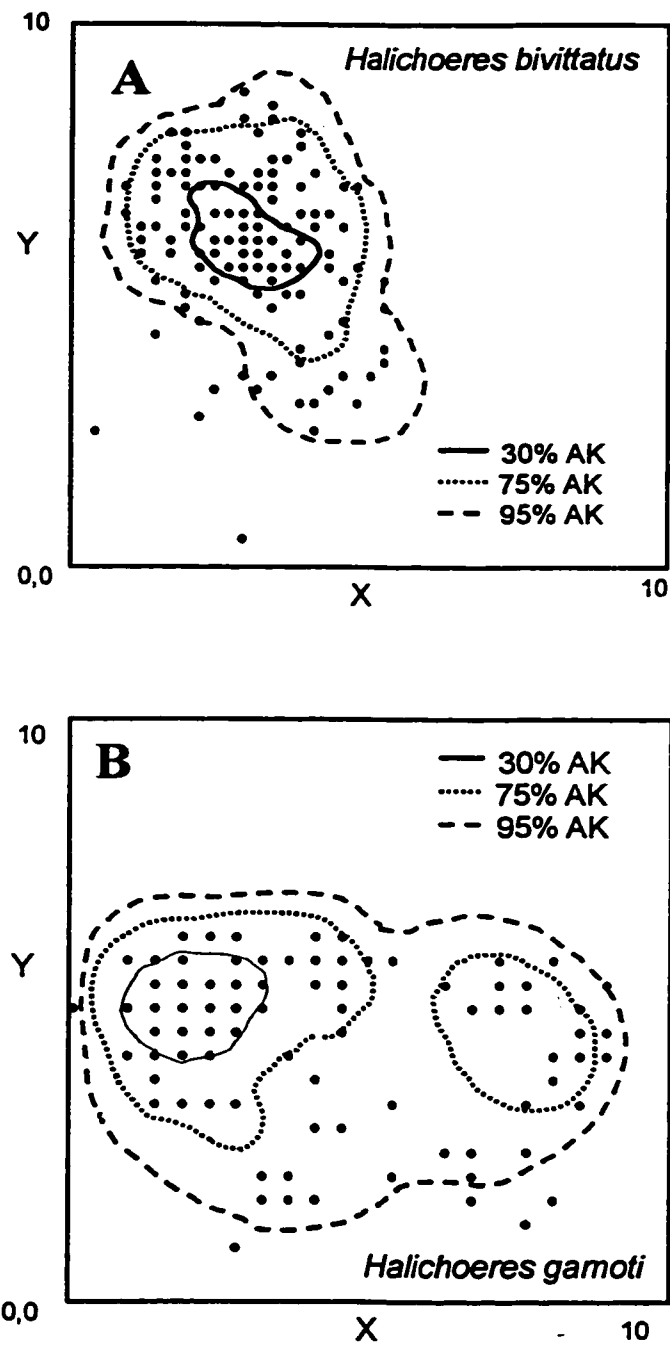 10
Halichoeres bivittatus
A
Y
30% AK
75% AK
95% AK
0,0
X
10
10
B
30% AK
75% AK
95% AK
Y
Halichoeres gamoti
0,0
X
10